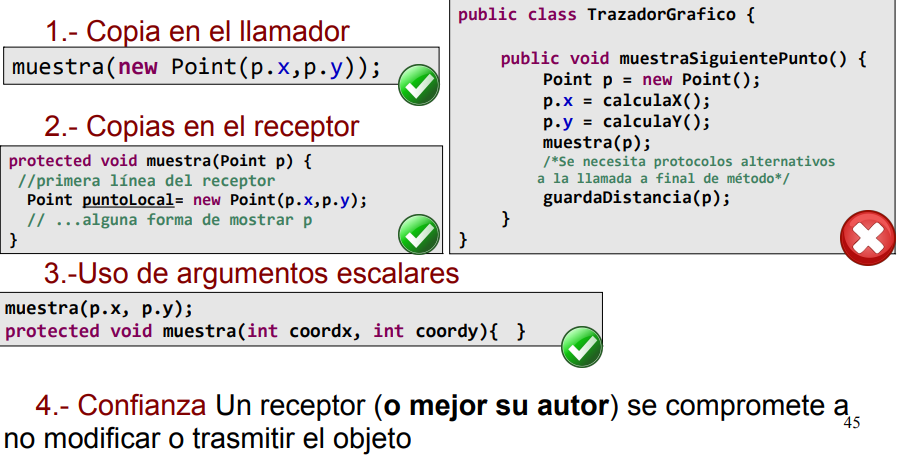 1.- Copia en el llamador
muestra(new Point(p.x,p.y));
2.- Copias en el receptor
protected void muestra(Point p) {
//primera línea del receptor
Point puntoLocal= new Point(p.x,p.y);
// ...alguna forma de mostrar p
}
public class TrazadorGrafico {
public void muestraSiguientePunto() {
Point p = new Point();
p.x = calculaX();
p.y = calculaY();
muestra(p);
/*Se necesita protocolos alternativos
a la llamada a final de método*/
guardaDistancia(p);
}
}
3.-Uso de argumentos escalares
muestra(p.x, p.y);
protected void muestra(int coordx, int coordy){ }
4.- Confianza Un receptor (o mejor su autor) se compromete a
no modificar o trasmitir el objeto
45